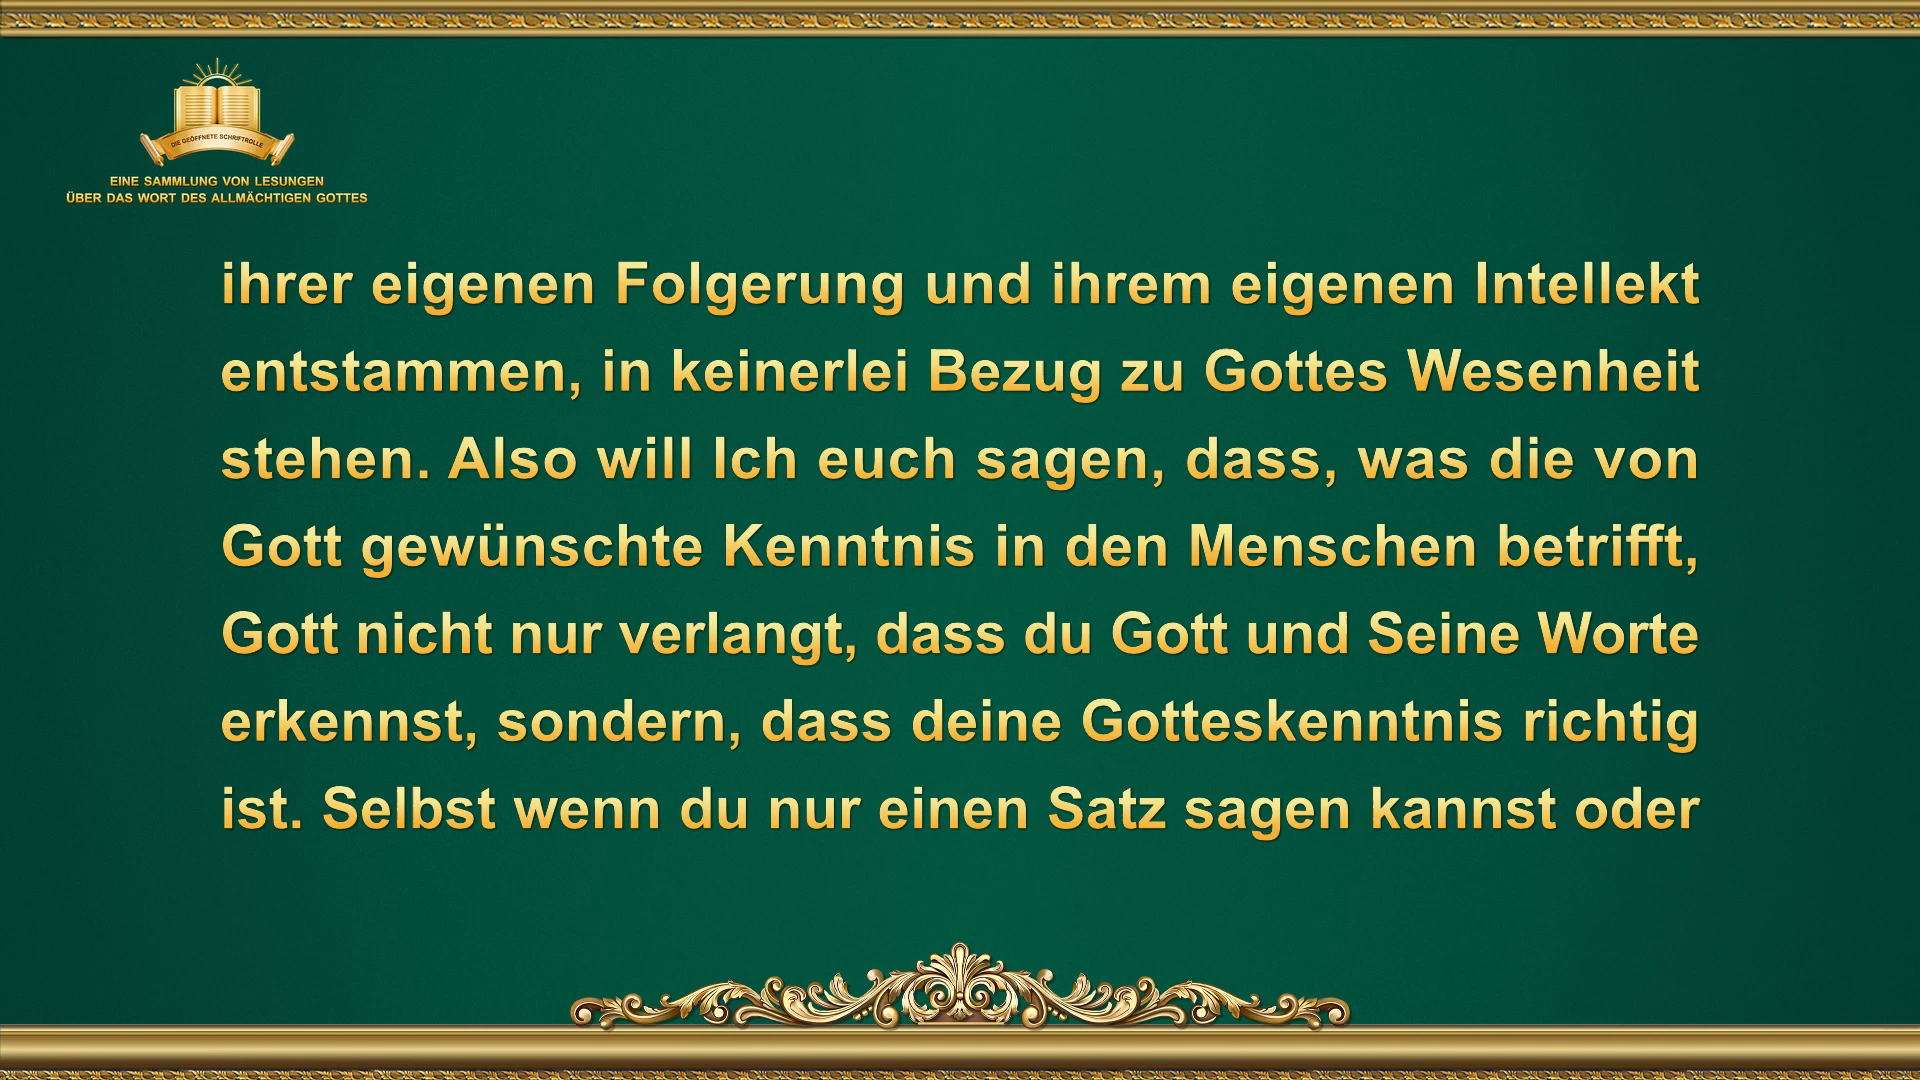 DIE GEÖFFNETE SCHRIFTROLLE
EINE SAMMLUNG VON LESUNGEN
ÜBER DAS WORT DES ALLMÄCHTIGEN GOTTES
ihrer eigenen Folgerung und ihrem eigenen Intellekt
entstammen, in keinerlei Bezug zu Gottes Wesenheit
stehen. Also will Ich euch sagen, dass, was die von
Gott gewünschte Kenntnis in den Menschen betrifft,
Gott nicht nur verlangt, dass du Gott und Seine Worte
erkennst, sondern, dass deine Gotteskenntnis richtig
ist. Selbst wenn du nur einen Satz sagen kannst oder